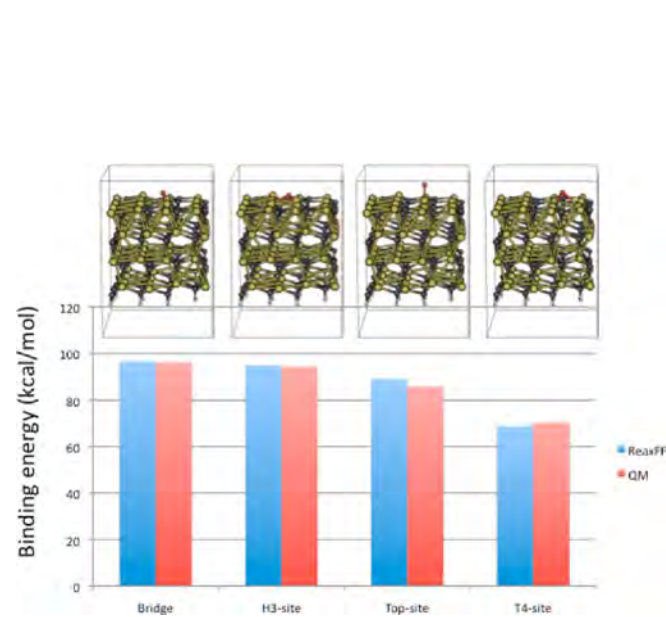 Binding energy (kcal/mol)
120
100
80
60
40
20
0
Bridge
H3-site
Top-site
T4-site
ReaxFF
QM